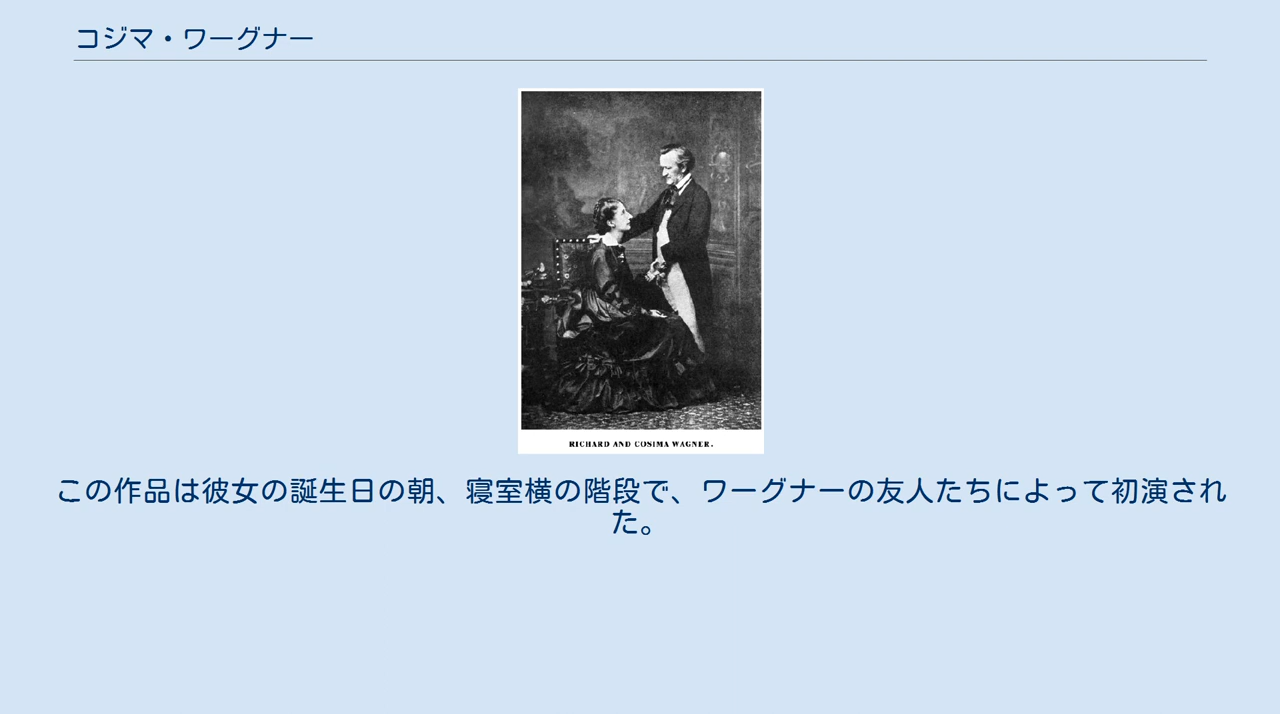 コジマ・ワーグナー
RICHARD AND COSIMA WAGNER.
この作品は彼女の誕生日の朝、寝室横の階段で、ワーグナーの友人たちによって初演され
た。